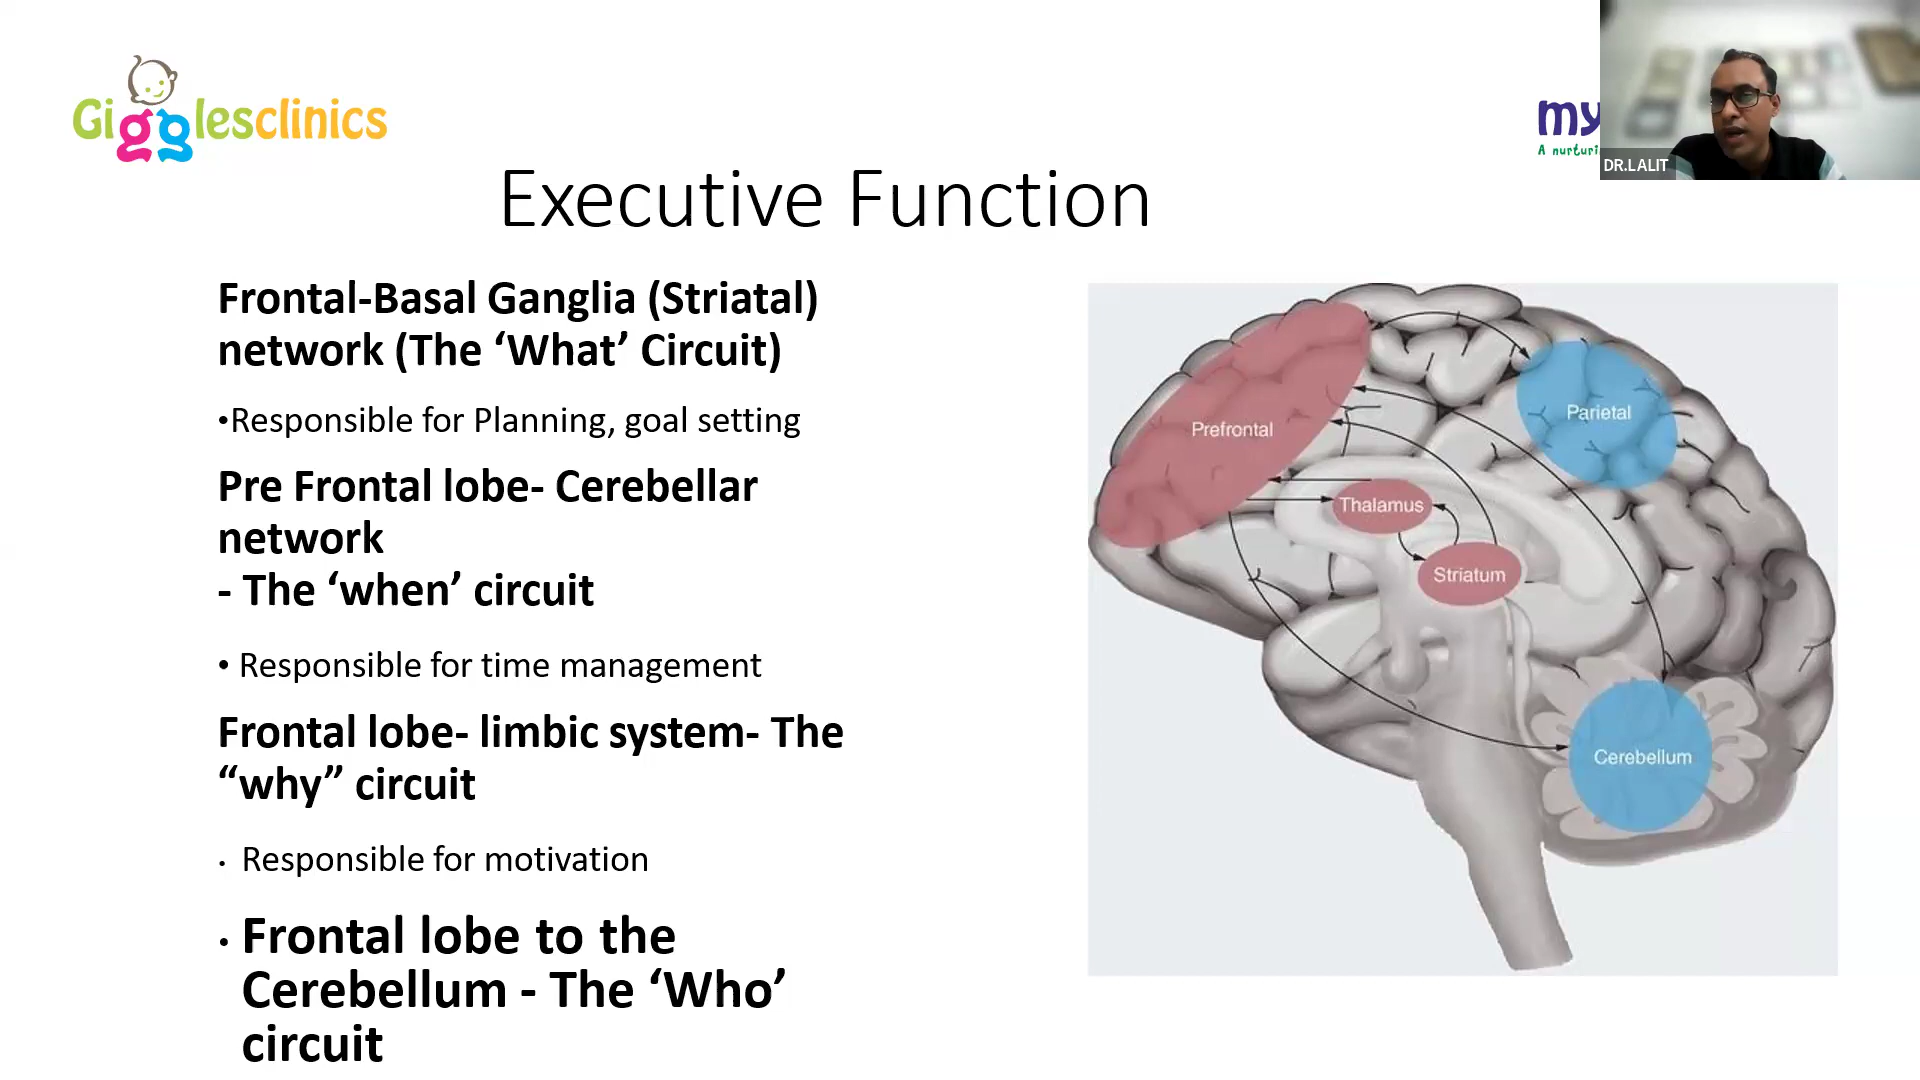 Gigglesclinics
my
A nurturi
DR.LALIT
Executive Function
Frontal-Basal Ganglia (Striatal)
network (The ‘What’ Circuit)
•Responsible for Planning, goal setting
Pre Frontal lobe- Cerebellar
network
- The ‘when’ circuit
• Responsible for time management
Frontal lobe- limbic system- The
“why” circuit
• Responsible for motivation
• Frontal lobe to the
Cerebellum - The ‘Who’
circuit
Prefrontal
Parietal
Thalamus
Striatum
Cerebellum